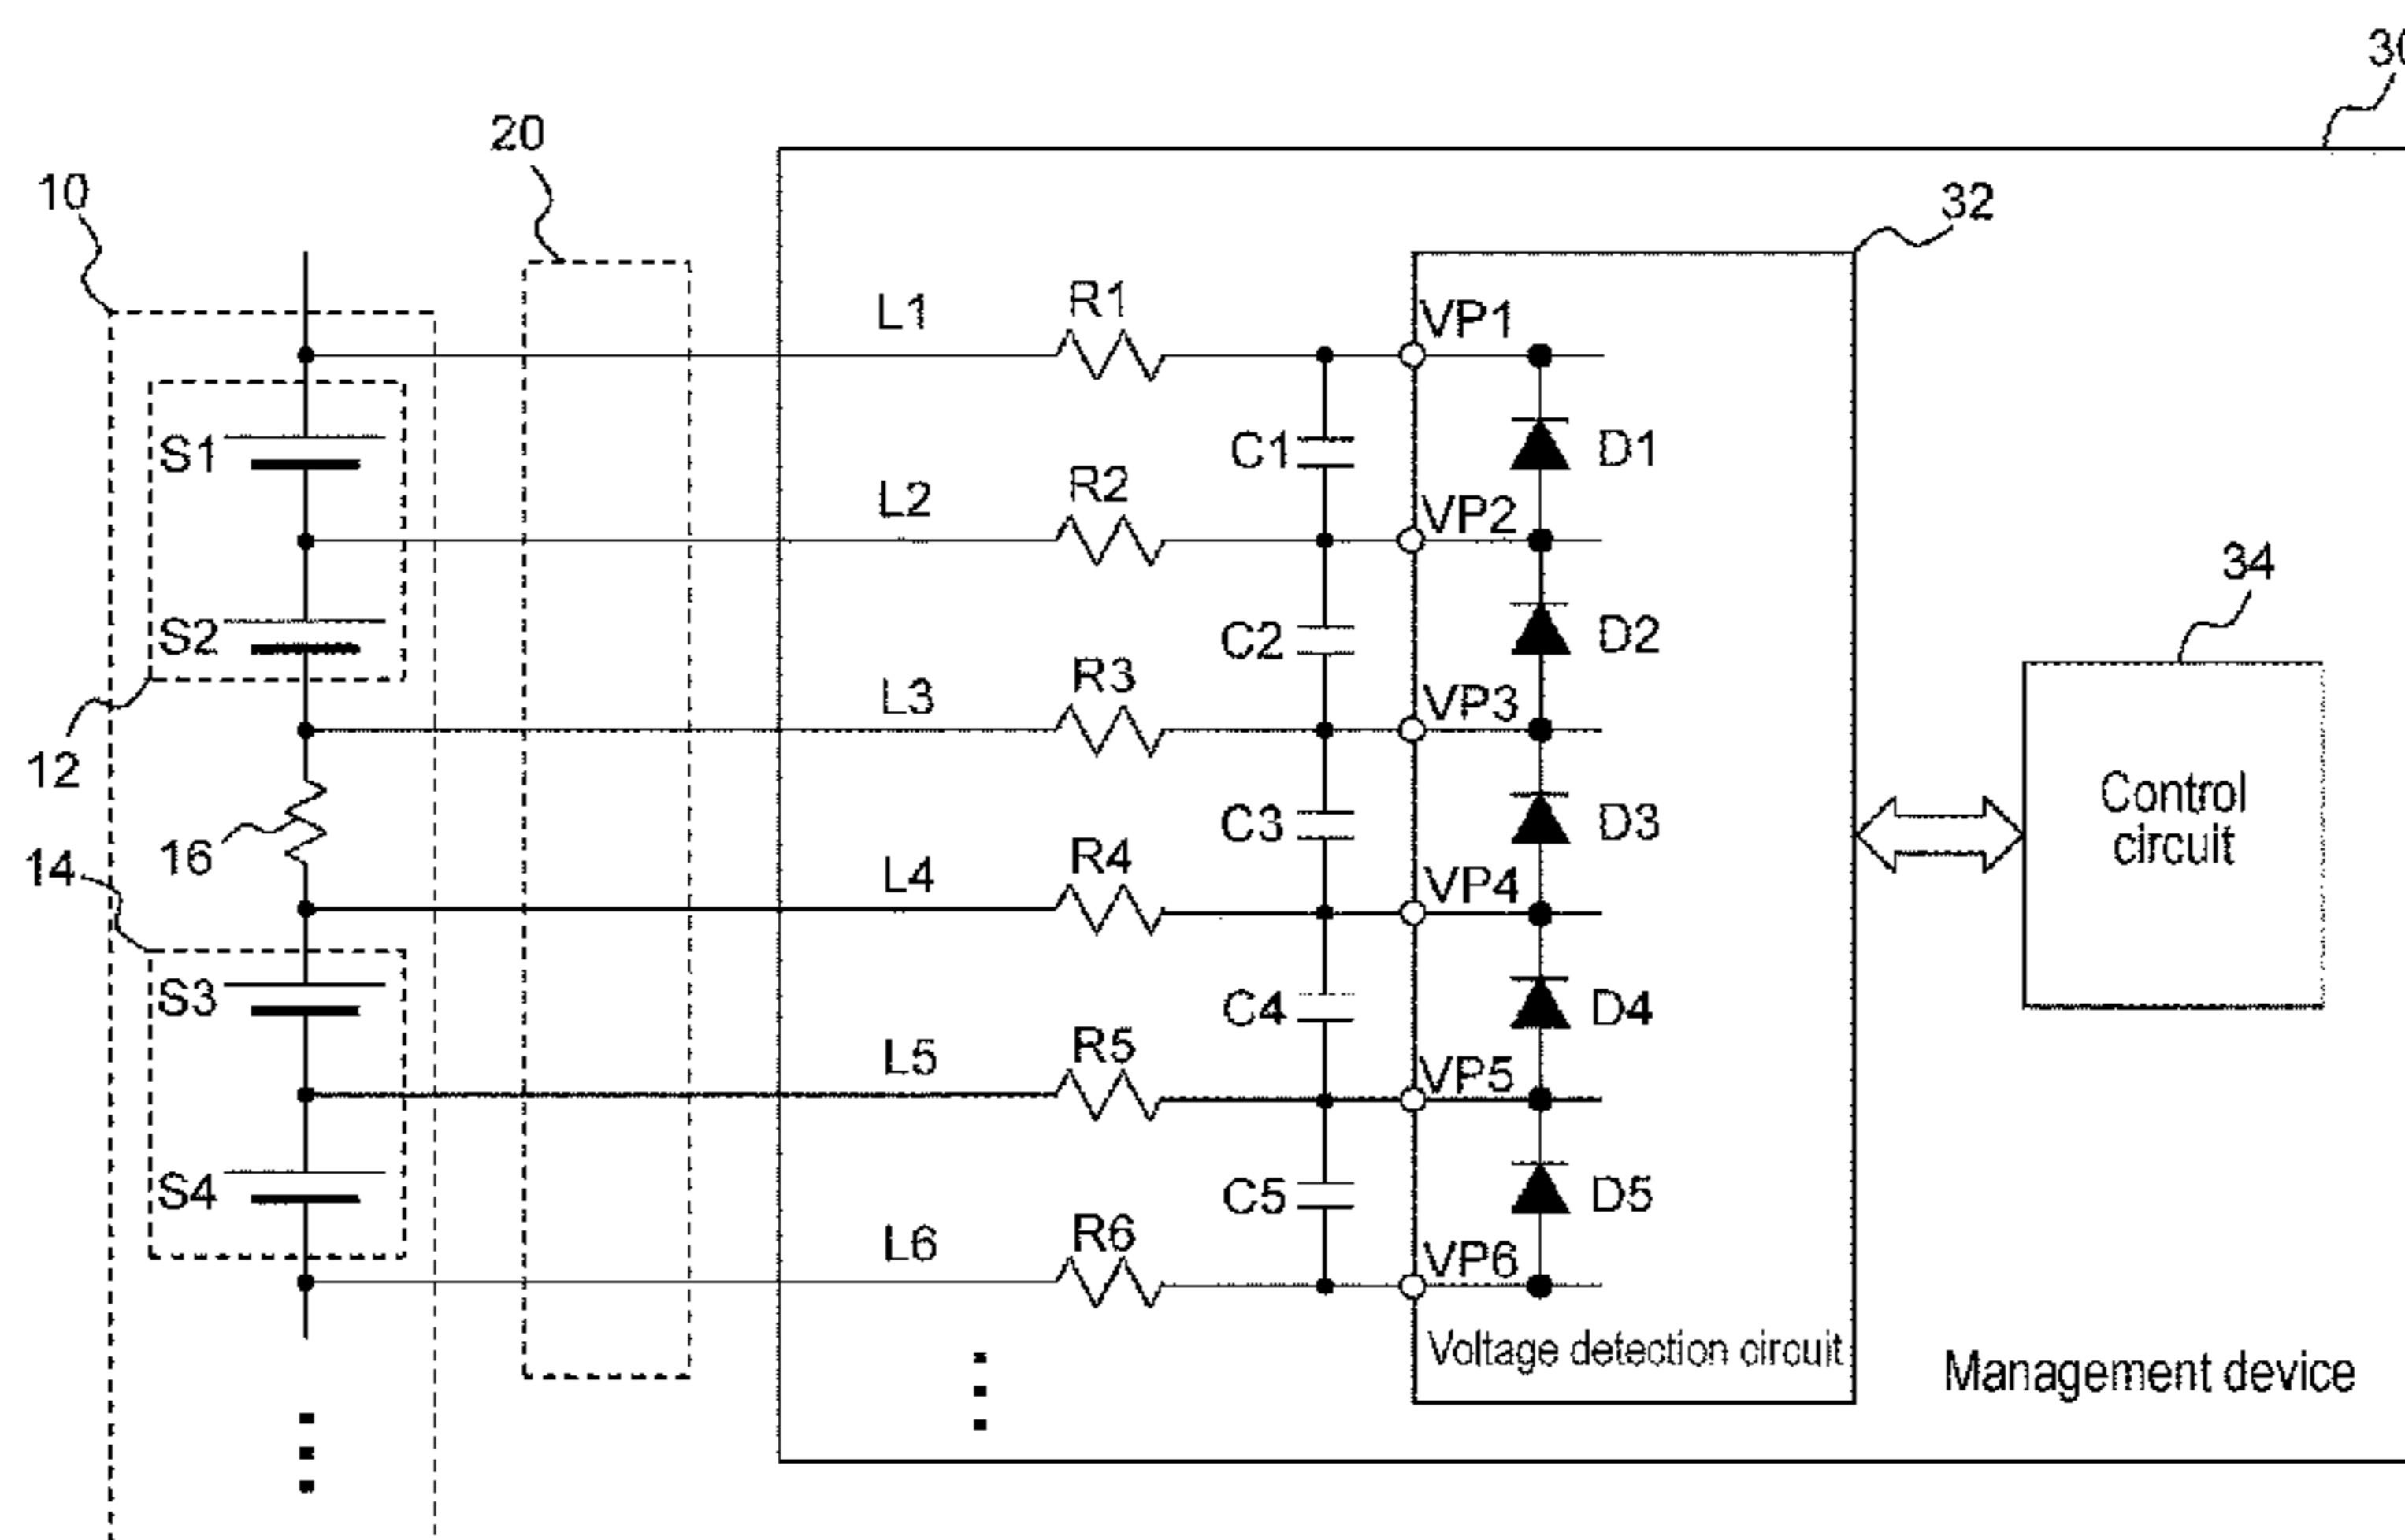 30
20
10
32
L1
R1
VP1
S1
C1
D1
L2
R2
VP2
34
S2
C2
D2
L3
R3
VP3
12
Control
circuit
16
C3
D3
14
L4
R4
VP4
S3
C4
D4
L5
R5
VP5
S4
C5
D5
L6
R6
VP6
Voltage detection circuit
Management device